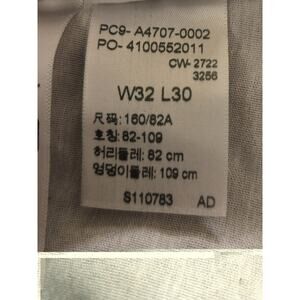 PC9- A4707-0002
PO- 4100552011
CW- 2722
3256
W32 L30
尺码: 160/82A
호칭: 82-109
허리둘레: 82 cm
엉덩이둘레: 109 cm
S110783 AD